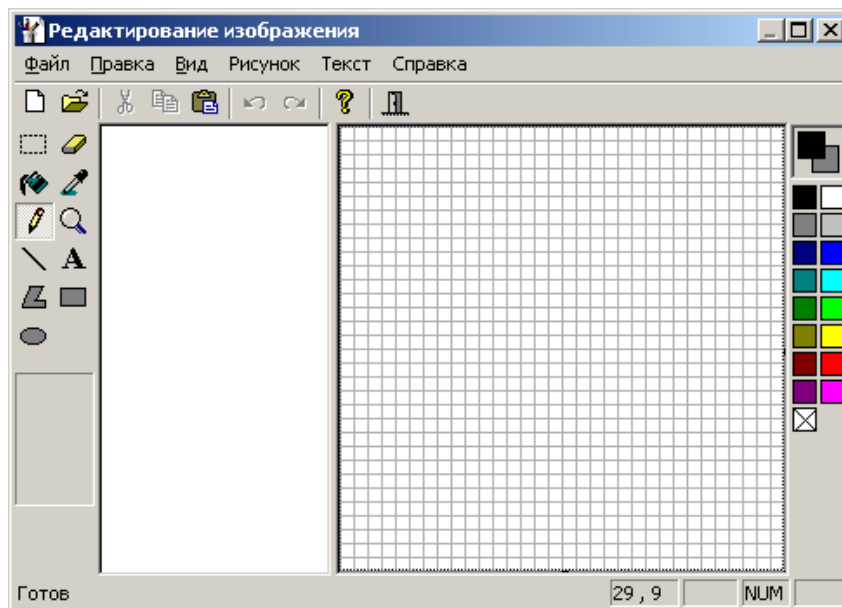 Редактирование изображения
Файл Правка Вид Рисунок Текст Справка
A
Готов 29 , 9 NUM